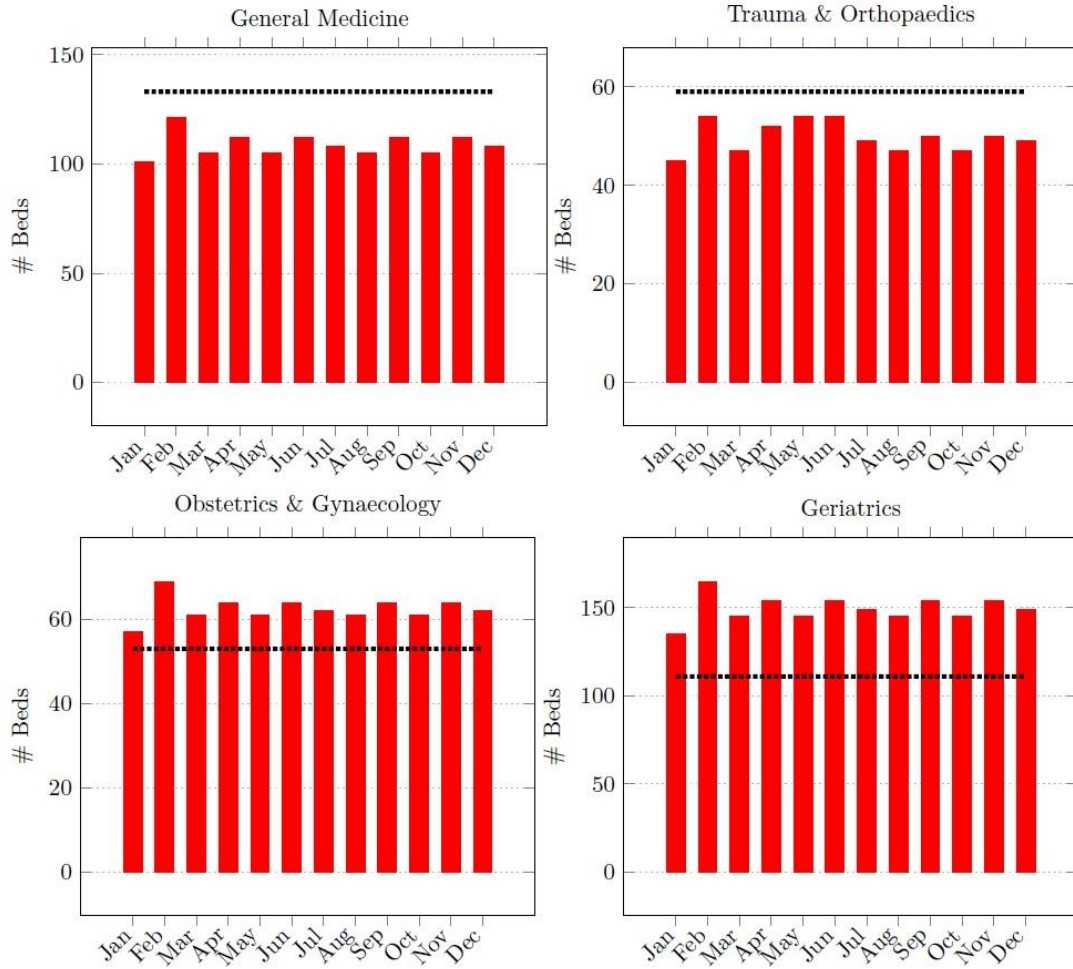 General Medicine
150
100
50
0
# Beds
Jan Feb Mar Apr May Jun Jul Aug Sep Oct Nov Dec
Trauma & Orthopaedics
60
40
20
0
# Beds
Jan Feb Mar Apr May Jun Jul Aug Sep Oct Nov Dec
Obstetrics & Gynaecology
60
40
20
0
# Beds
Jan Feb Mar Apr May Jun Jul Aug Sep Oct Nov Dec
Geriatrics
150
100
50
0
# Beds
Jan Feb Mar Apr May Jun Jul Aug Sep Oct Nov Dec